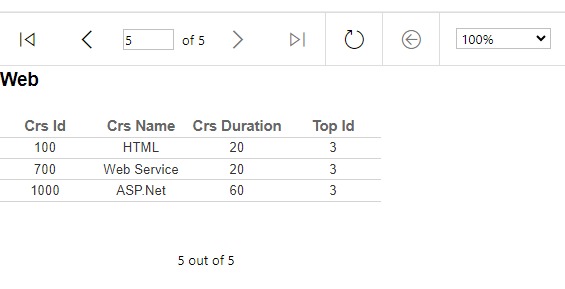 5 of 5 100%
Web
Crs Id Crs Name Crs Duration Top Id
100 HTML 20 3
700 Web Service 20 3
1000 ASP.Net 60 3
5 out of 5